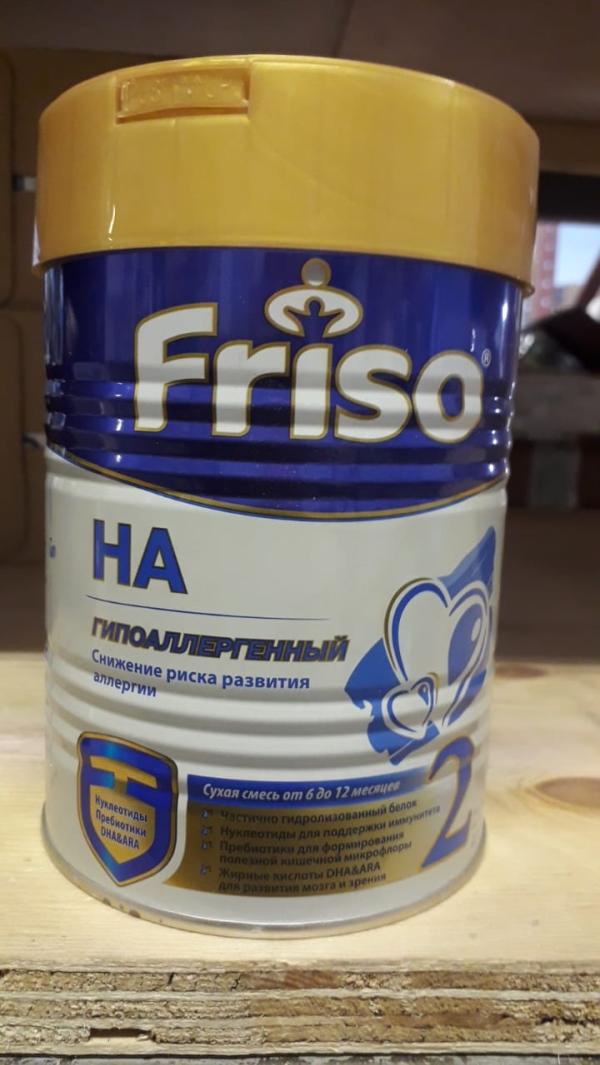 Friso®
HA
ГИПОАЛЛЕРГЕННЫЙ
Снижение риска развития
аллергии
2
Сухая смесь от 6 до 12 месяцев
Частично гидролизованный белок
Нуклеотиды для поддержки иммунитета
Пребиотики для формирования
полезной кишечной микрофлоры
Жирные кислоты DHA&ARA
для развития мозга и зрения
Нуклеотиды
Пребиотики
DHA&ARA